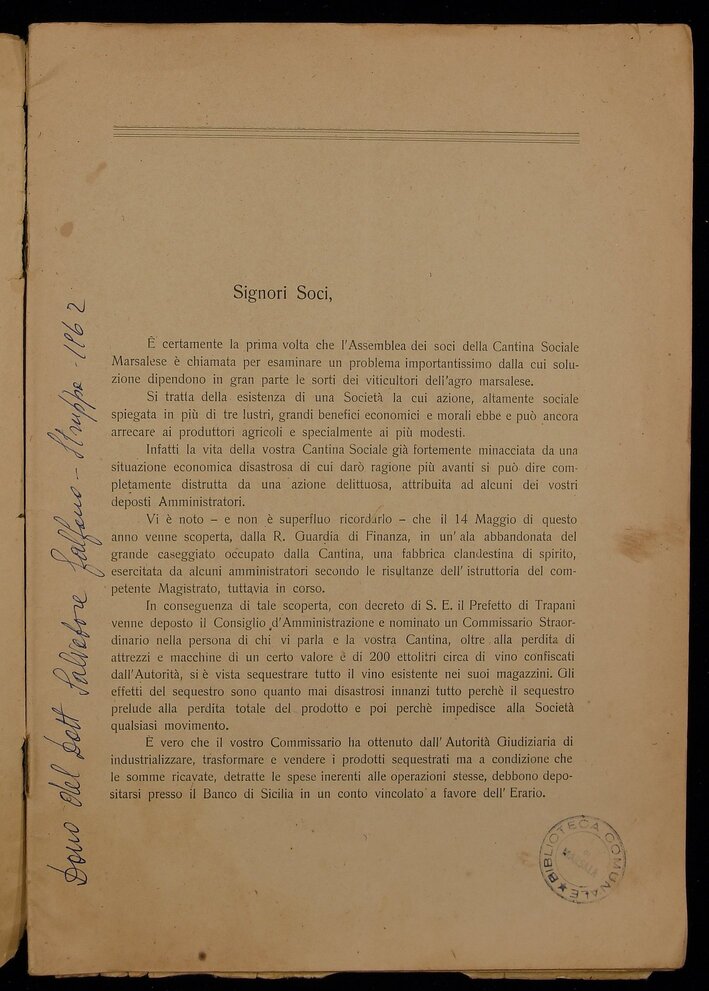 Signori Soci,
È certamente la prima volta che l'Assemblea dei soci della Cantina Sociale
Marsalese è chiamata per esaminare un problema importantissimo dalla cui solu-
zione dipendono in gran parte le sorti dei viticultori dell'agro marsalese.
Si tratta della esistenza di una Società la cui azione, altamente sociale
spiegata in più di tre lustri, grandi benefici economici e morali ebbe e può ancora
arrecare ai produttori agricoli e specialmente ai più modesti.
Infatti la vita della vostra Cantina Sociale già fortemente minacciata da una
situazione economica disastrosa di cui darò ragione più avanti si può dire com-
pletamente distrutta da una azione delittuosa, attribuita ad alcuni dei vostri
deposti Amministratori.
Vi è noto - e non è superfluo ricordarlo - che il 14 Maggio di questo
anno venne scoperta, dalla R. Guardia di Finanza, in un'ala abbandonata del
grande caseggiato occupato dalla Cantina, una fabbrica clandestina di spirito,
esercitata da alcuni amministratori secondo le risultanze dell'istruttoria del com-
petente Magistrato, tuttavia in corso.
In conseguenza di tale scoperta, con decreto di S. E. il Prefetto di Trapani
venne deposto il Consiglio d'Amministrazione e nominato un Commissario Straor-
dinario nella persona di chi vi parla e la vostra Cantina, oltre alla perdita di
attrezzi e macchine di un certo valore e di 200 ettolitri circa di vino confiscati
dall'Autorità, si è vista sequestrare tutto il vino esistente nei suoi magazzini. Gli
effetti del sequestro sono quanto mai disastrosi innanzi tutto perchè il sequestro
prelude alla perdita totale del prodotto e poi perchè impedisce alla Società
qualsiasi movimento.
È vero che il vostro Commissario ha ottenuto dall'Autorità Giudiziaria di
industrializzare, trasformare e vendere i prodotti sequestrati ma a condizione che
le somme ricavate, detratte le spese inerenti alle operazioni stesse, debbono depo-
sitarsi presso il Banco di Sicilia in un conto vincolato a favore dell'Erario.
Dono del Dott Salvatore Galfano - Struppa - 1962
BIBLIOTECA COMUNALE
MARSALA